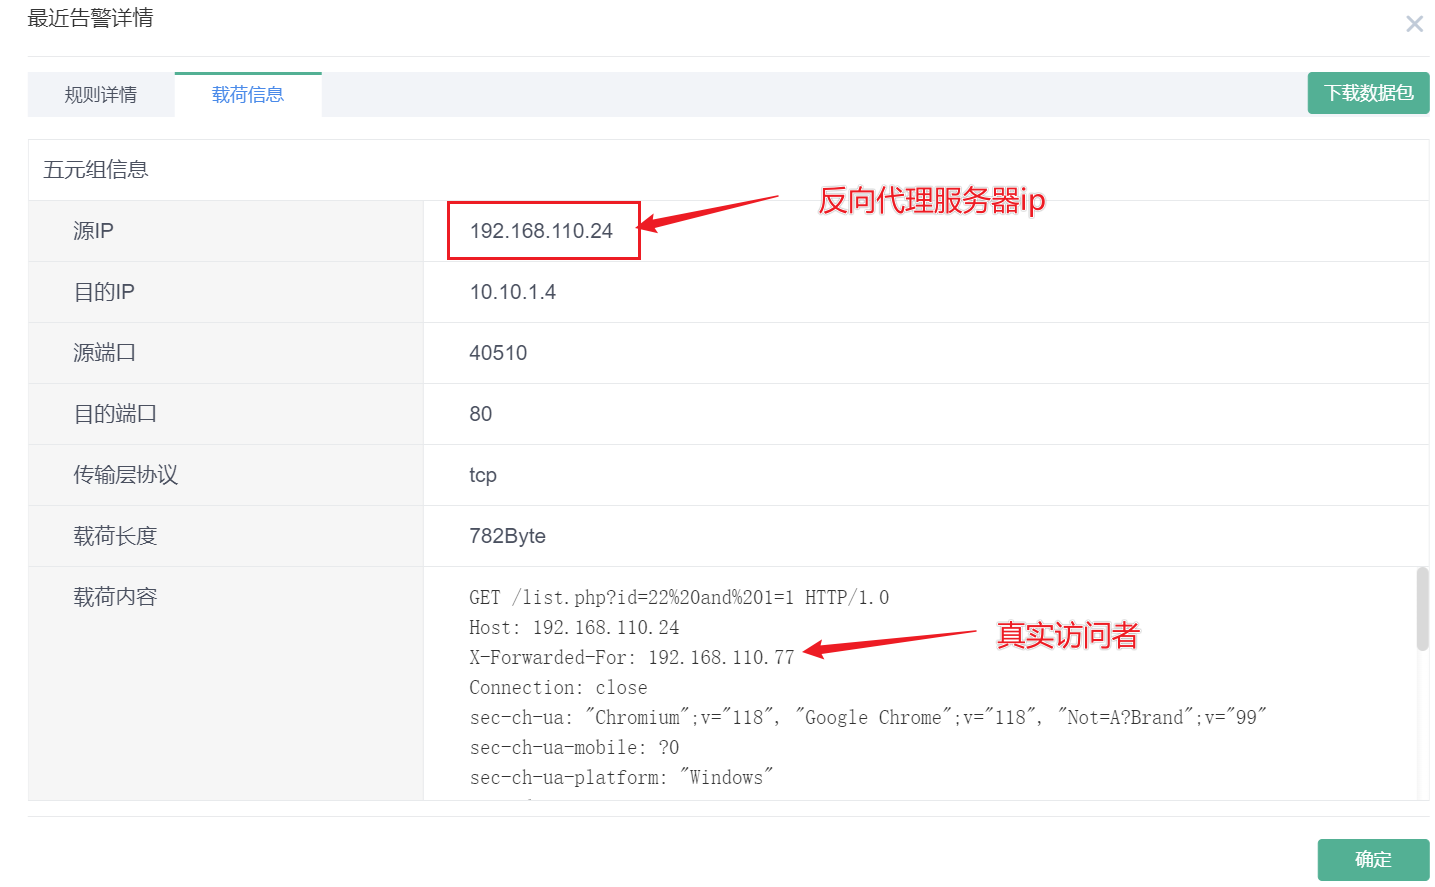 最近告警详情
规则详情
载荷信息
下载数据包
五元组信息
源IP
192.168.110.24
反向代理服务器ip
目的IP
10.10.1.4
源端口
40510
目的端口
80
传输层协议
tcp
载荷长度
782Byte
载荷内容
GET /list.php?id=22%20and%201=1 HTTP/1.0
Host: 192.168.110.24
X-Forwarded-For: 192.168.110.77
真实访问者
Connection: close
sec-ch-ua: "Chromium";v="118", "Google Chrome";v="118", "Not=A?Brand";v="99"
sec-ch-ua-mobile: ?0
sec-ch-ua-platform: "Windows"
确定